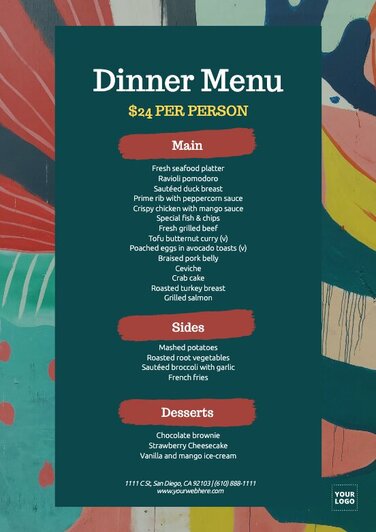 Dinner Menu
$24 PER PERSON
Main
Fresh seafood platter
Ravioli pomodoro
Sautéed duck breast
Prime rib with peppercorn sauce
Crispy chicken with mango sauce
Special fish & chips
Fresh grilled beef
Tofu butternut curry (v)
Poached eggs in avocado toasts (v)
Braised pork belly
Ceviche
Crab cake
Roasted turkey breast
Grilled salmon
Sides
Mashed potatoes
Roasted root vegetables
Sautéed broccoli with garlic
French fries
Desserts
Chocolate brownie
Strawberry Cheesecake
Vanilla and mango ice-cream
1111 C St, San Diego, CA 92103 | (610) 888-1111
www.yourwebhere.com
YOUR
LOGO